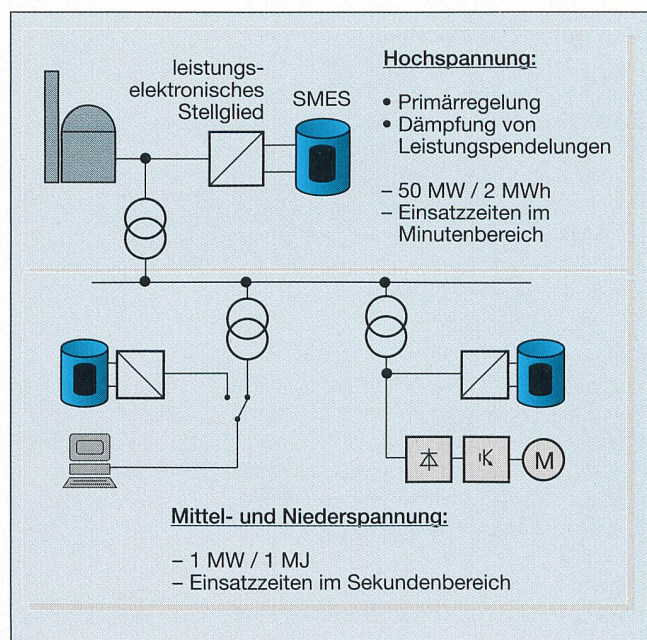 leistungs-
elektronisches
Stellglied
SMES
Hochspannung:
• Primärregelung
• Dämpfung von
Leistungspendelungen
– 50 MW / 2 MWh
– Einsatzzeiten im
Minutenbereich
M
Mittel- und Niederspannung:
– 1 MW / 1 MJ
– Einsatzzeiten im Sekundenbereich